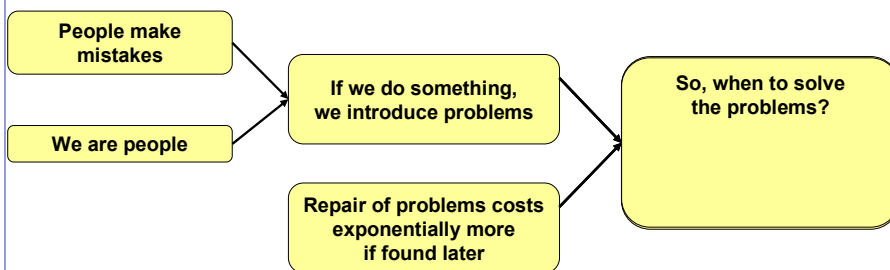 People make
mistakes
We are people
If we do something,
we introduce problems
Repair of problems costs
exponentially more
if found later
So, when to solve
the problems?